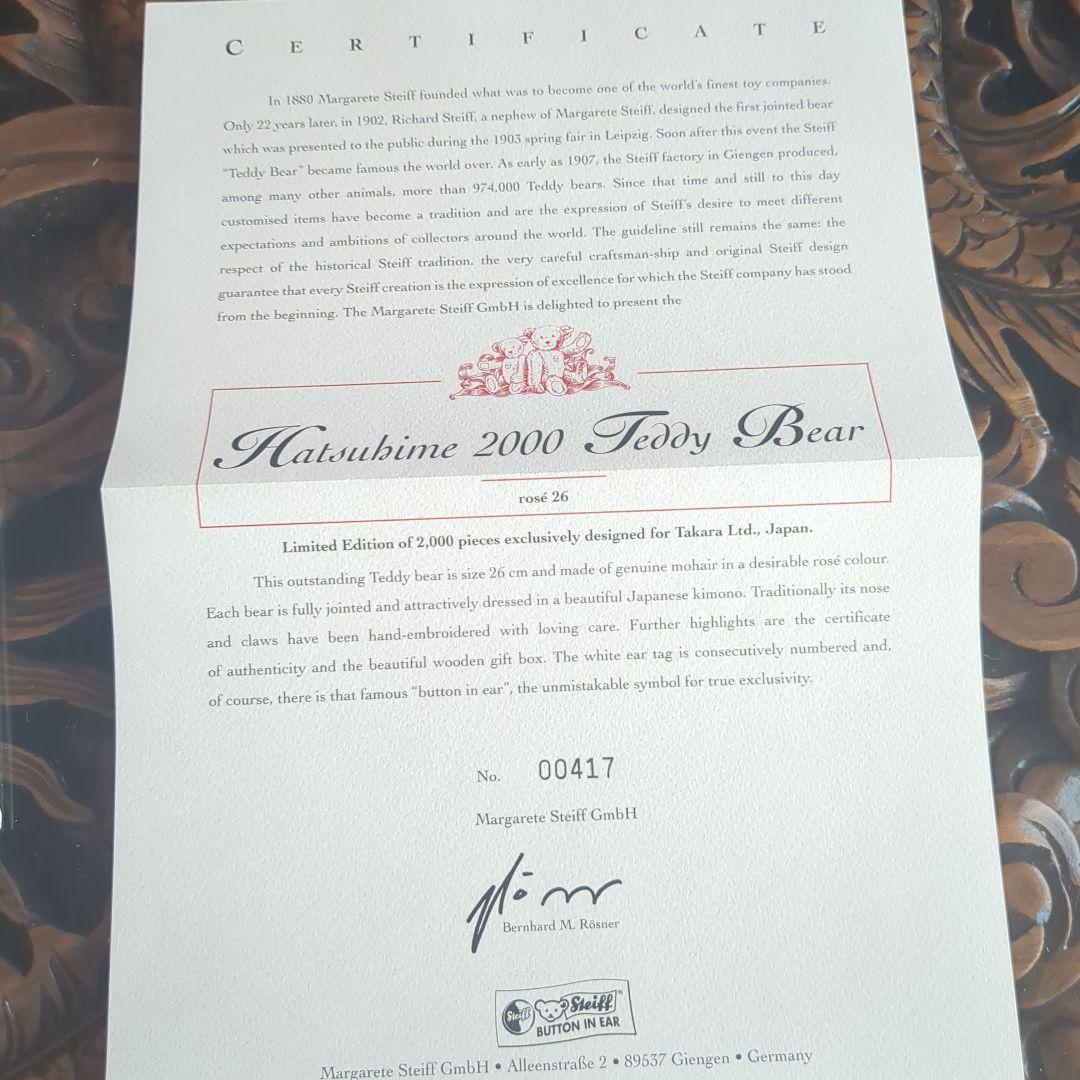 CERTIFICATE
In 1880 Margarete Steiff founded what was to become one of the world's finest toy companies.
Only 22 years later, in 1902, Richard Steiff, a nephew of Margarete Steiff, designed the first jointed bear
which was presented to the public during the 1903 spring fair in Leipzig. Soon after this event the Steiff
"Teddy Bear" became famous the world over. As early as 1907, the Steiff factory in Giengen produced,
among many other animals, more than 974,000 Teddy bears. Since that time and still to this day
customised items have become a tradition and are the expression of Steiff's desire to meet different
expectations and ambitions of collectors around the world. The guideline still remains the same: the
respect of the historical Steiff tradition, the very careful craftsman-ship and original Steiff design
guarantee that every Steiff creation is the expression of excellence for which the Steiff company has stood
from the beginning. The Margarete Steiff GmbH is delighted to present the
Hatsuhime 2000 Teddy Bear
rosé 26
Limited Edition of 2,000 pieces exclusively designed for Takara Ltd., Japan.
This outstanding Teddy bear is size 26 cm and made of genuine mohair in a desirable rosé colour.
Each bear is fully jointed and attractively dressed in a beautiful Japanese kimono. Traditionally its nose
and claws have been hand-embroidered with loving care. Further highlights are the certificate
of authenticity and the beautiful wooden gift box. The white ear tag is consecutively numbered and,
of course, there is that famous "button in ear", the unmistakable symbol for true exclusivity.
No. 00417
Margarete Steiff GmbH
Bernhard M. Rösner
Steiff Steiff™
BUTTON IN EAR
Margarete Steiff GmbH • Alleenstraße 2 • 89537 Giengen • Germany